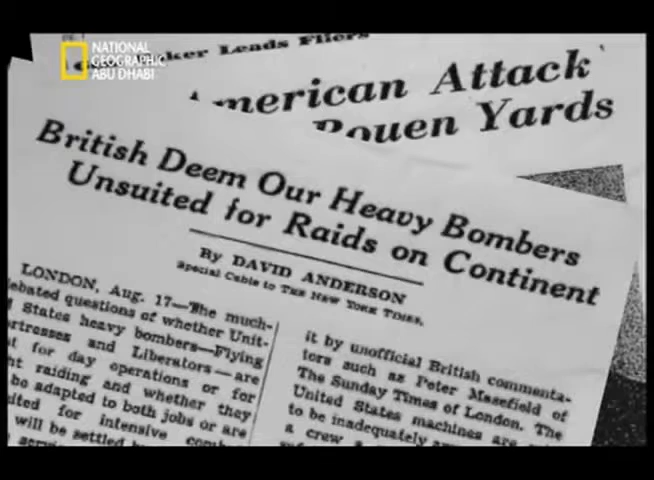 NATIONAL
GEOGRAPHIC
ABU DHABI
Leads Fliers
American Attack
Rouen Yards
British Deem Our Heavy Bombers
Unsuited for Raids on Continent
By DAVID ANDERSON
Special Cable to THE NEW YORK TIMES.
LONDON, Aug. 17—The much-
ebated questions of whether Unit-
States heavy bombers—Flying
rtresses and Liberators—are
t for day operations or for
ht raiding and whether they
be adapted to both jobs or are
ited for intensive
will be settled
it by unofficial British commenta-
tors such as Peter Masefield of
The Sunday Times of London. The
United States machines are
to be inadequately
a crew